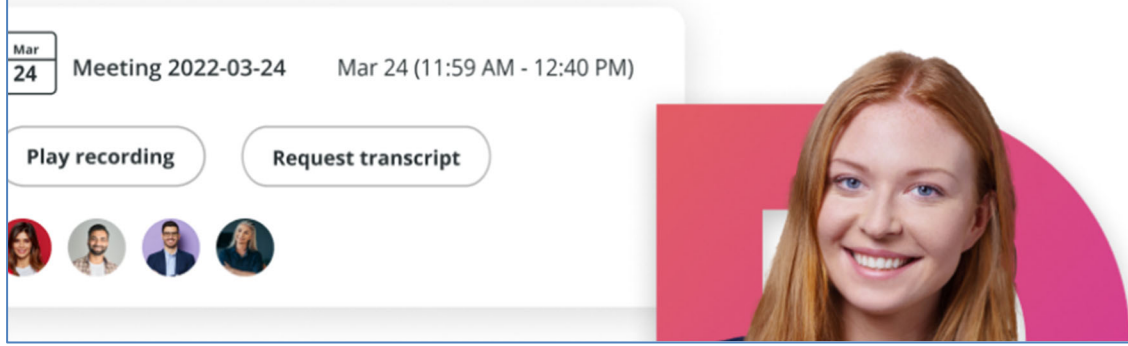 Mar
24
Meeting 2022-03-24 Mar 24 (11:59 AM - 12:40 PM)
Play recording Request transcript